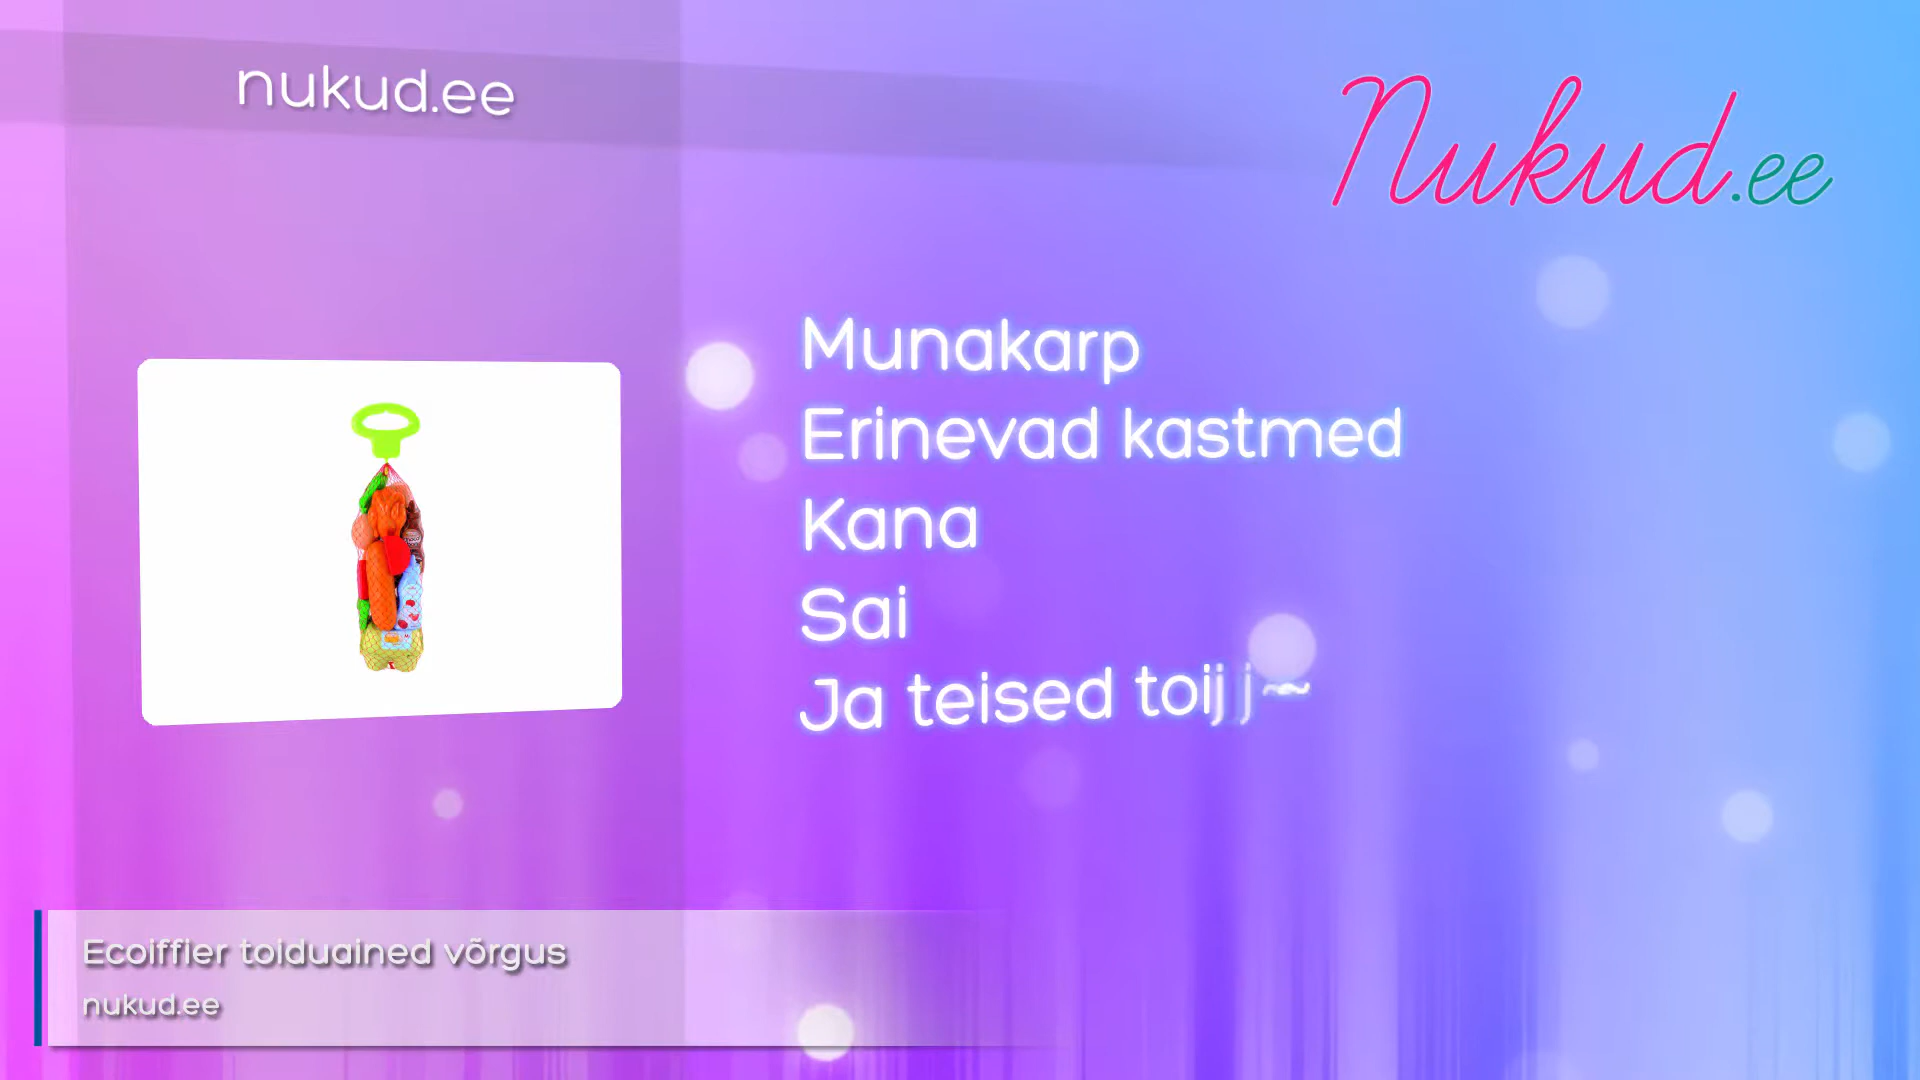 nukud.ee
Nukud.ee
Munakarp
Erinevad kastmed
Kana
Sai
Ja teised
Ecoiffier toiduained võrgus
nukud.ee